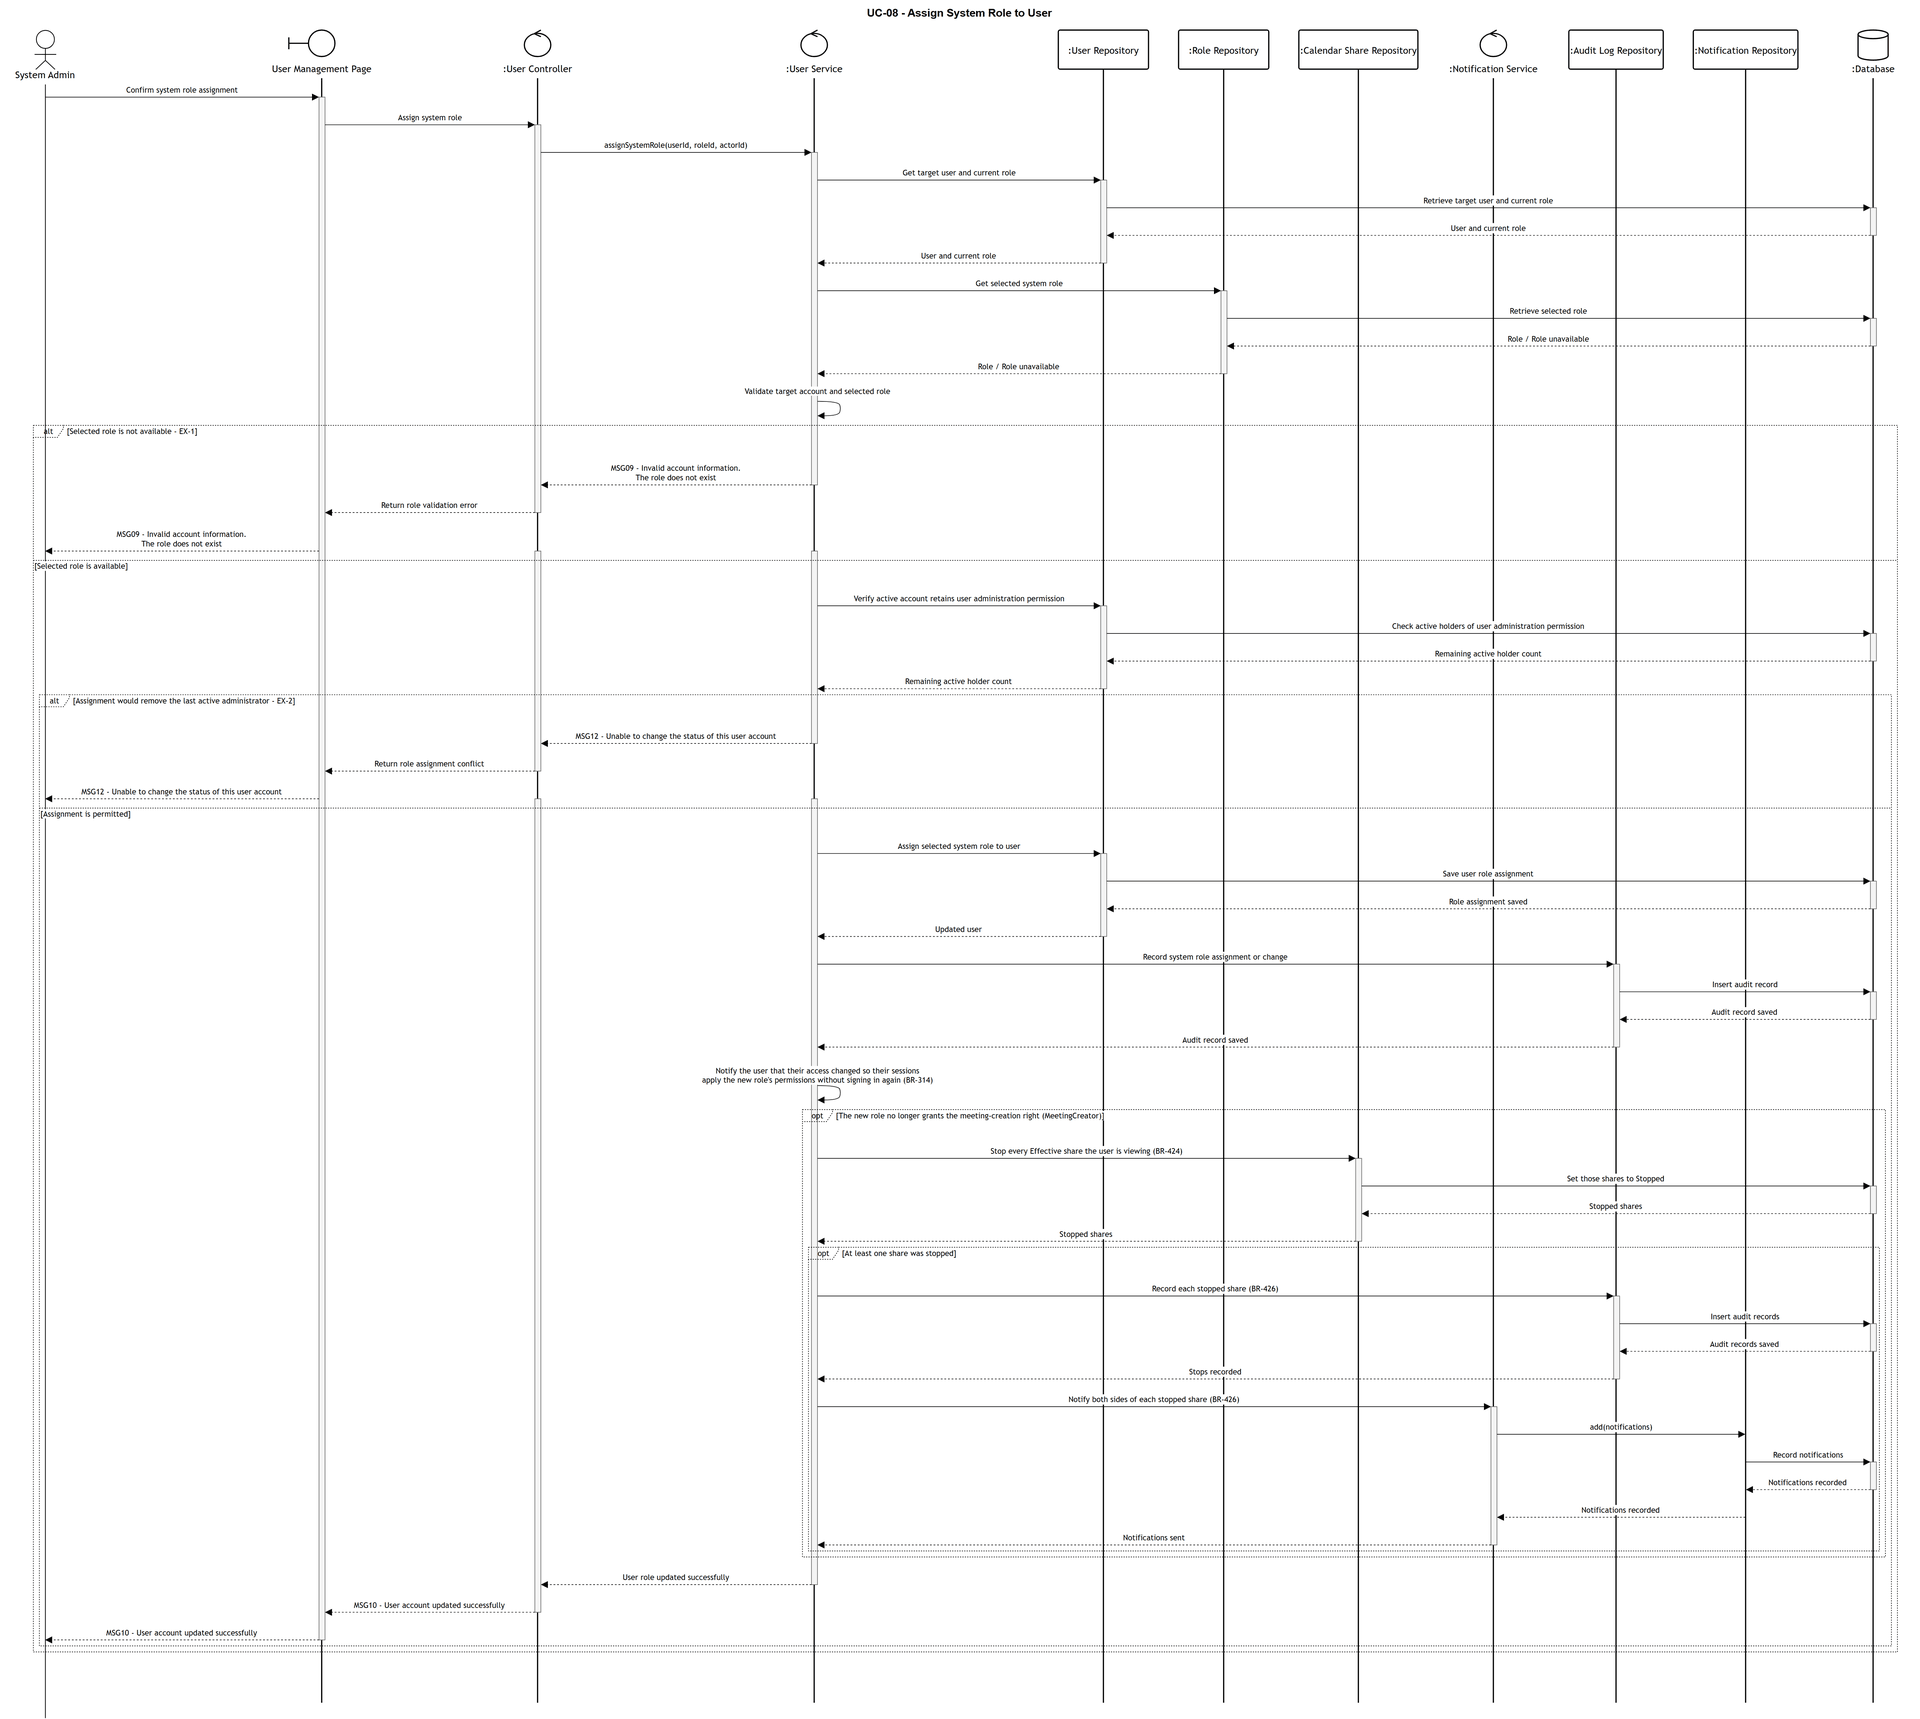 UC-08 - Assign System Role to User
System Admin
User Management Page
:User Controller
:User Service
:User Repository
:Role Repository
:Calendar Share Repository
:Notification Service
:Audit Log Repository
:Notification Repository
:Database
Confirm system role assignment
Assign system role
assignSystemRole(userId, roleId, actorId)
Get target user and current role
Retrieve target user and current role
User and current role
User and current role
Get selected system role
Retrieve selected role
Role / Role unavailable
Role / Role unavailable
Validate target account and selected role
alt [Selected role is not available - EX-1]
MSG09 - Invalid account information.
The role does not exist
Return role validation error
MSG09 - Invalid account information.
The role does not exist
[Selected role is available]
Verify active account retains user administration permission
Check active holders of user administration permission
Remaining active holder count
Remaining active holder count
alt [Assignment would remove the last active administrator - EX-2]
MSG12 - Unable to change the status of this user account
Return role assignment conflict
MSG12 - Unable to change the status of this user account
[Assignment is permitted]
Assign selected system role to user
Save user role assignment
Role assignment saved
Updated user
Record system role assignment or change
Insert audit record
Audit record saved
Audit record saved
Notify the user that their access changed so their sessions
apply the new role's permissions without signing in again (BR-314)
opt [The new role no longer grants the meeting-creation right (MeetingCreator)]
Stop every Effective share the user is viewing (BR-424)
Set those shares to Stopped
Stopped shares
Stopped shares
opt [At least one share was stopped]
Record each stopped share (BR-426)
Insert audit records
Audit records saved
Stops recorded
Notify both sides of each stopped share (BR-426)
add(notifications)
Record notifications
Notifications recorded
Notifications recorded
Notifications sent
User role updated successfully
MSG10 - User account updated successfully
MSG10 - User account updated successfully